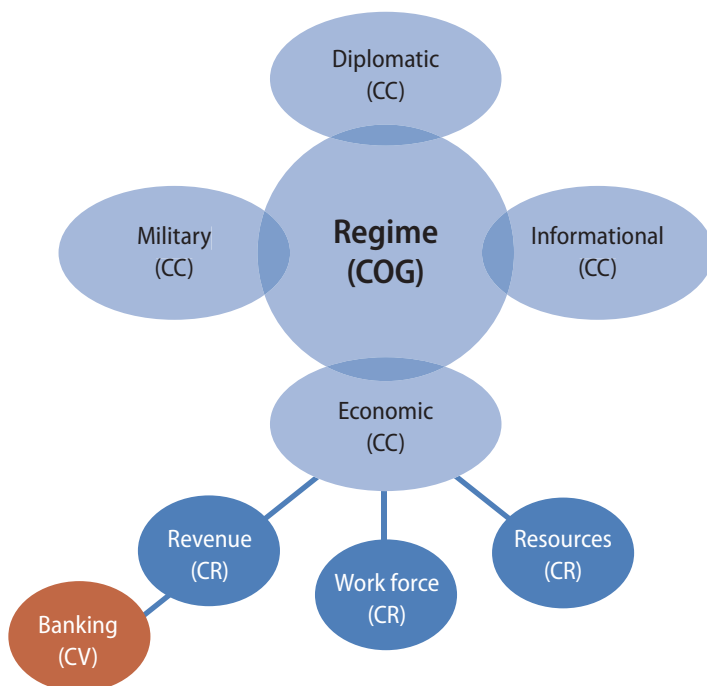 Diplomatic
(CC)
Military
(CC)
Regime
(COG)
Informational
(CC)
Economic
(CC)
Revenue
(CR)
Work force
(CR)
Resources
(CR)
Banking
(CV)